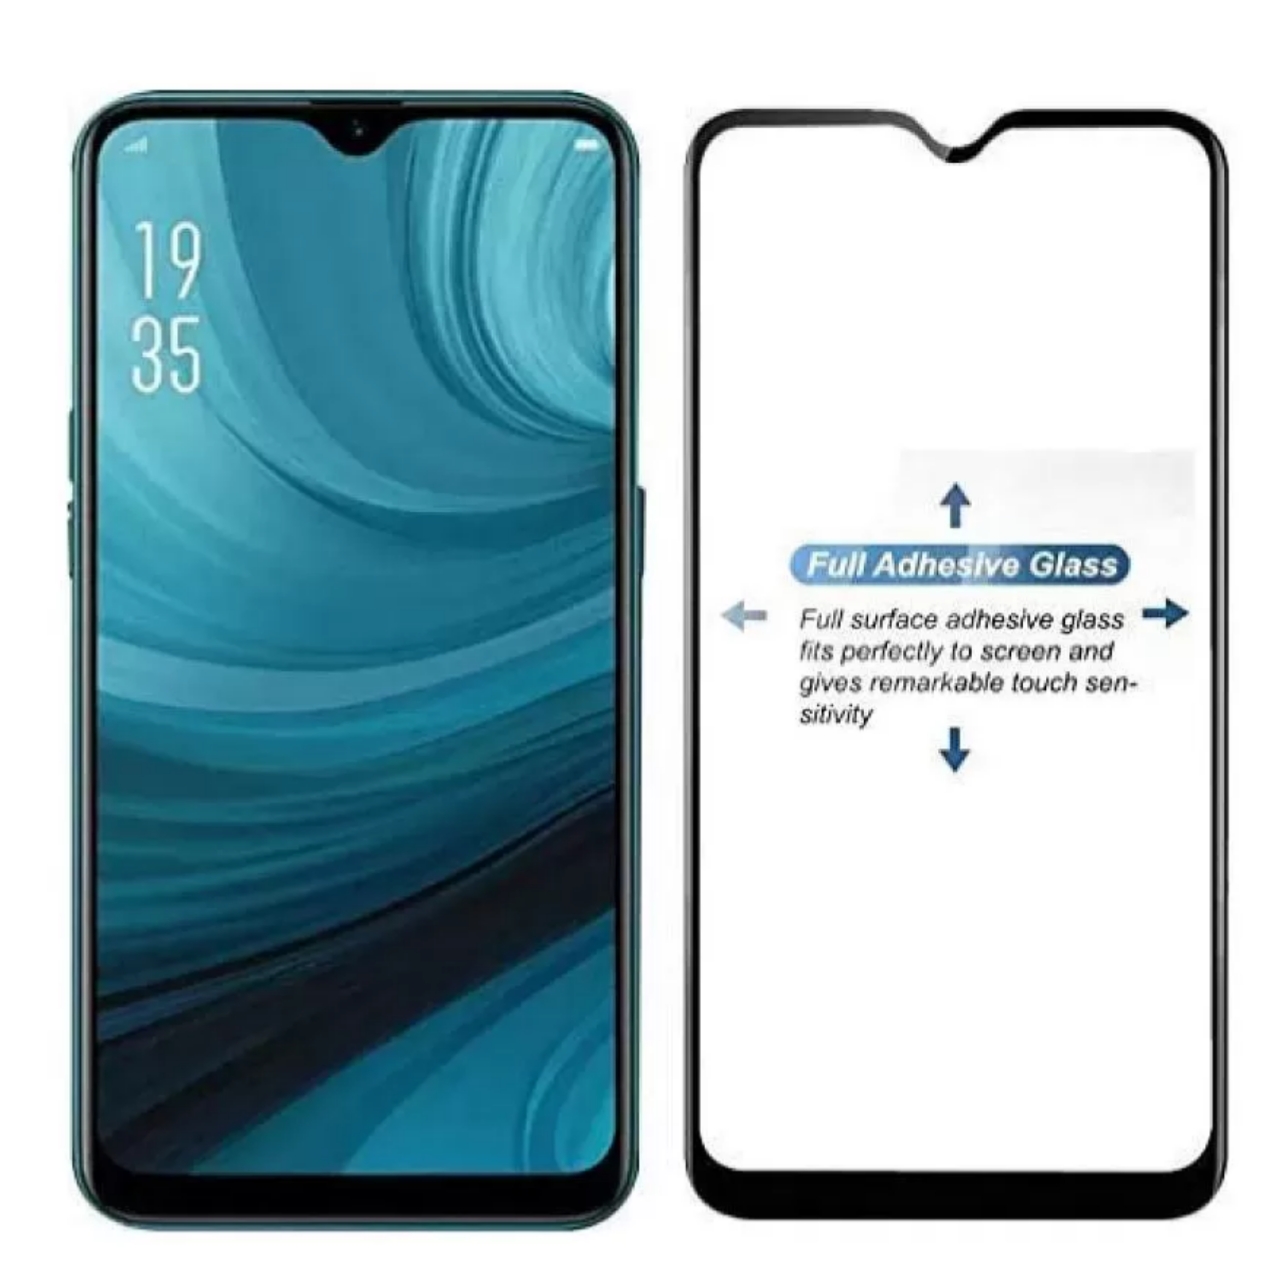 19
35
Full Adhesive Glass
Full surface adhesive glass
fits perfectly to screen and
gives remarkable touch sen-
sitivity